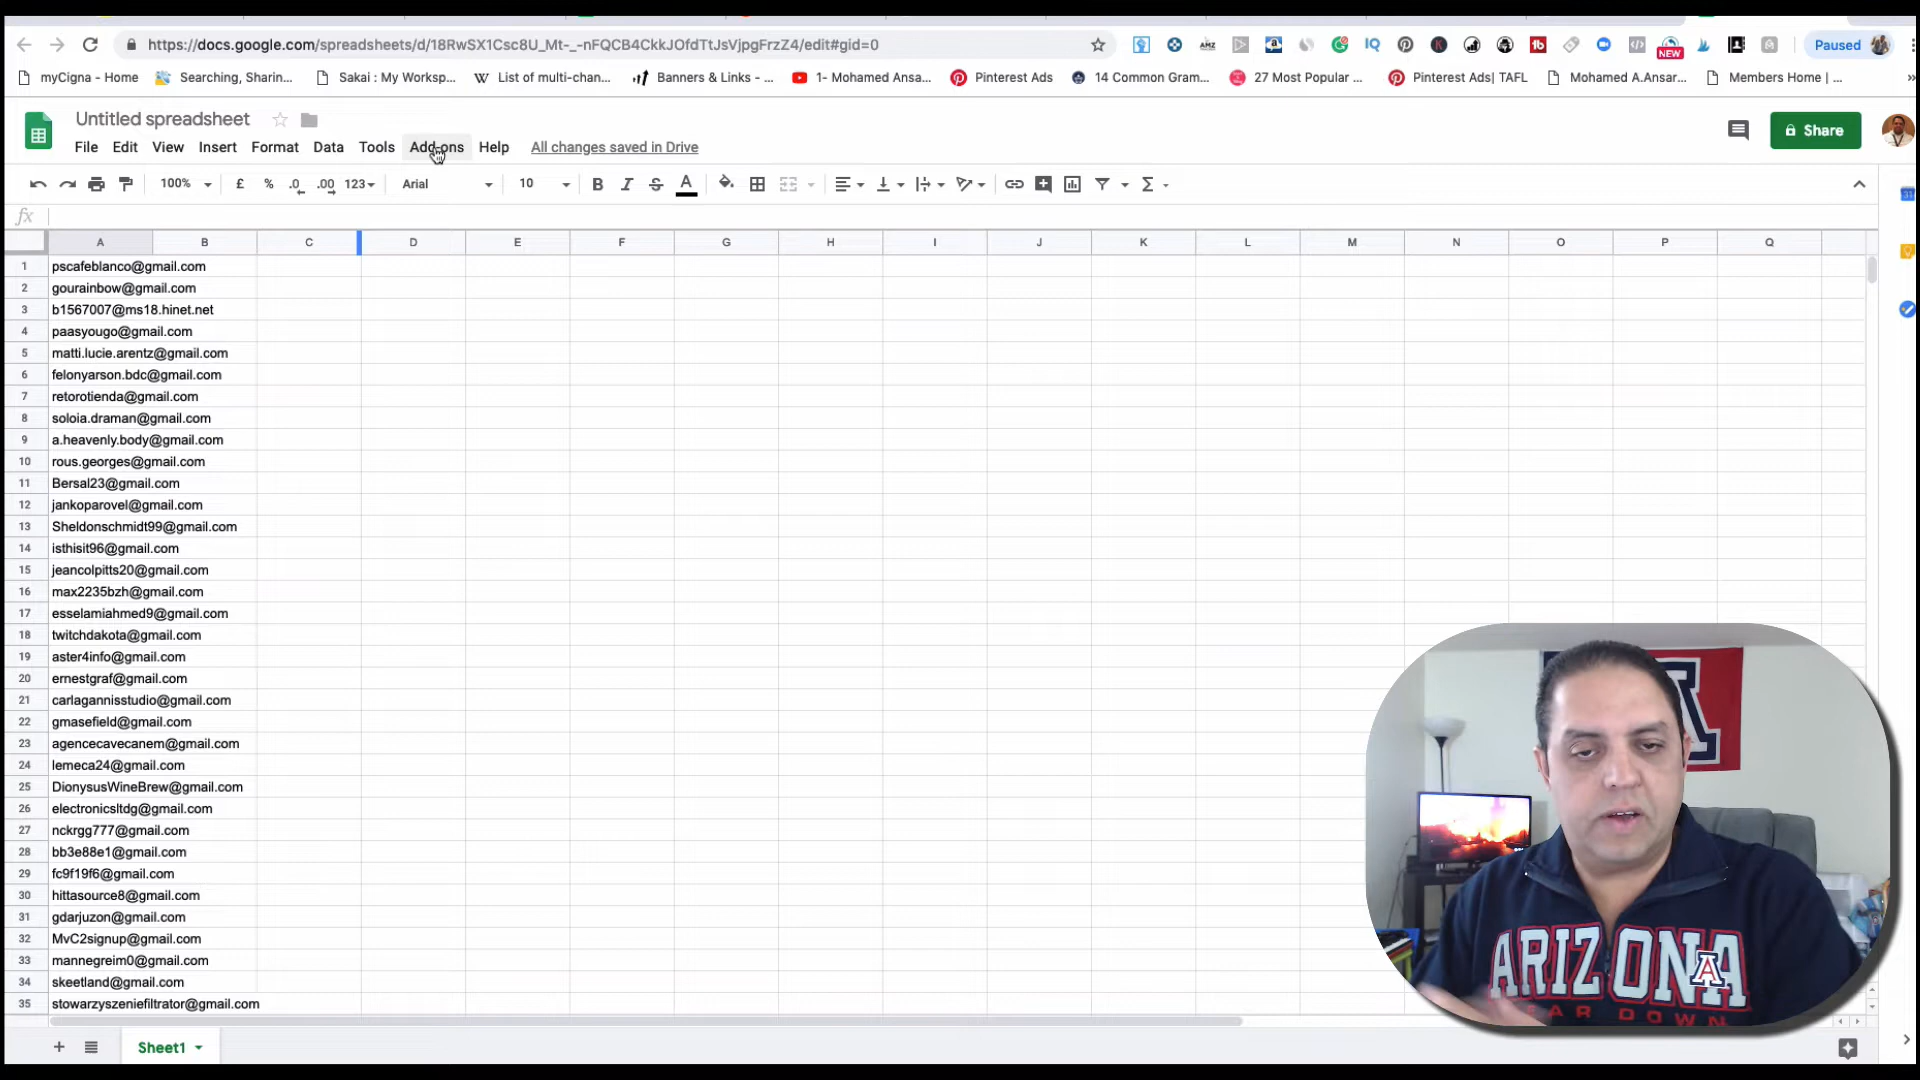 https://docs.google.com/spreadsheets/d/18RwSX1Csc8U_Mt-_-nFQCB4CkkJOfdTtJsVjpgFrzZ4/edit#gid=0
AMZ
IQ
NEW
Paused
myCignai - Home
Searching, Sharin...
Sakai : My Worksp...
W List of multi-chan...
Banners & Links - ...
1- Mohamed Ansa...
Pinterest Ads
14 Common Gram...
27 Most Popular ...
Pinterest Ads| TAFL
Mohamed A.Ansar...
Members Home | ...
Untitled spreadsheet
File Edit View Insert Format Data Tools Add-ons Help All changes saved in Drive
Share
100% £ % .0 .00 123 Arial 10 B I S A Σ
fx
A B C D E F G H I J K L M N O P Q
1 pscafeblanco@gmail.com
2 gourainbow@gmail.com
3 b1567007@ms18.hinet.net
4 paasyougo@gmail.com
5 matti.lucie.arentz@gmail.com
6 felonyarson.bdc@gmail.com
7 retorotienda@gmail.com
8 soloia.draman@gmail.com
9 a.heavenly.body@gmail.com
10 rous.georges@gmail.com
11 Bersal23@gmail.com
12 jankoparovel@gmail.com
13 Sheldonschmidt99@gmail.com
14 isthisit96@gmail.com
15 jeancolpitts20@gmail.com
16 max2235bzh@gmail.com
17 esselamiahmed9@gmail.com
18 twitchdakota@gmail.com
19 aster4info@gmail.com
20 ernestgraf@gmail.com
21 carlagannisstudio@gmail.com
22 gmasefield@gmail.com
23 agencecavecanem@gmail.com
24 lemeca24@gmail.com
25 DionysusWineBrew@gmail.com
26 electronicsltdg@gmail.com
27 nckrgg777@gmail.com
28 bb3e88e1@gmail.com
29 fc9f19f6@gmail.com
30 hittasource8@gmail.com
31 gdarjuzon@gmail.com
32 MvC2signup@gmail.com
33 mannegreim0@gmail.com
34 skeetland@gmail.com
35 stowarzyszeniefiltrator@gmail.com
ARIZONA
A
EAR DOWN
Sheet1